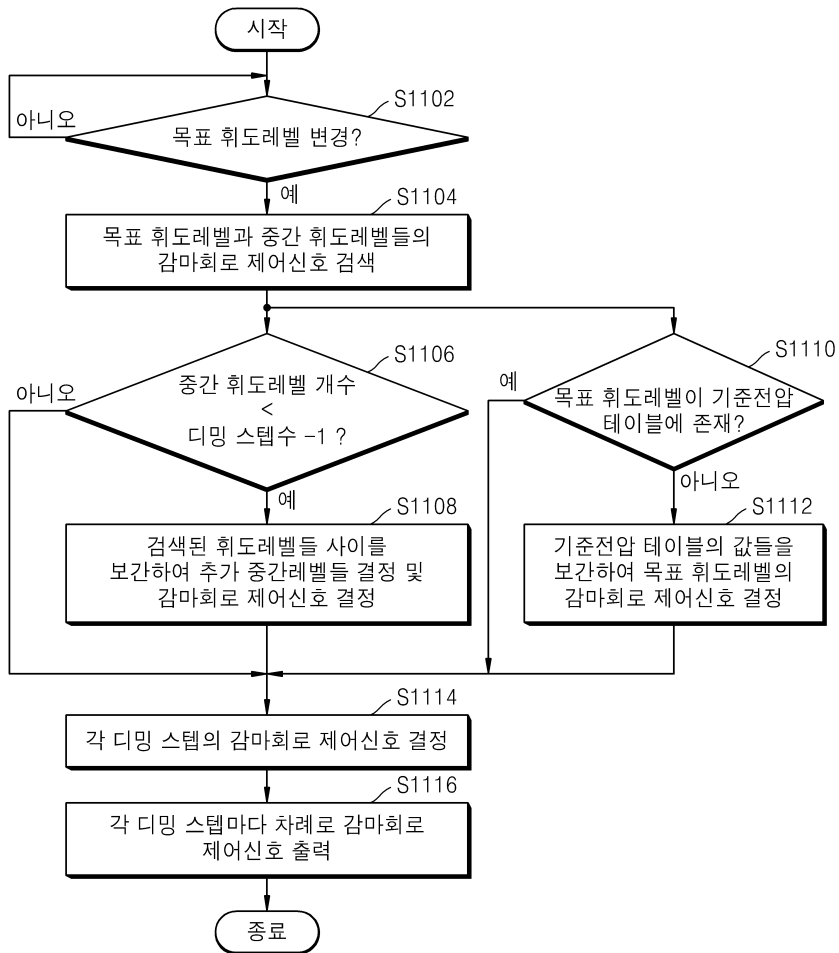 시작
S1102
아니오
목표 휘도레벨 변경?
예
S1104
목표 휘도레벨과 중간 휘도레벨들의
감마회로 제어신호 검색
S1106
아니오
중간 휘도레벨 개수
<
디밍 스텝수 -1 ?
예
S1110
예
목표 휘도레벨이 기준전압
테이블에 존재?
아니오
S1108
검색된 휘도레벨들 사이를
보간하여 추가 중간레벨들 결정 및
감마회로 제어신호 결정
S1112
기준전압 테이블의 값들을
보간하여 목표 휘도레벨의
감마회로 제어신호 결정
S1114
각 디밍 스텝의 감마회로 제어신호 결정
S1116
각 디밍 스텝마다 차례로 감마회로
제어신호 출력
종료